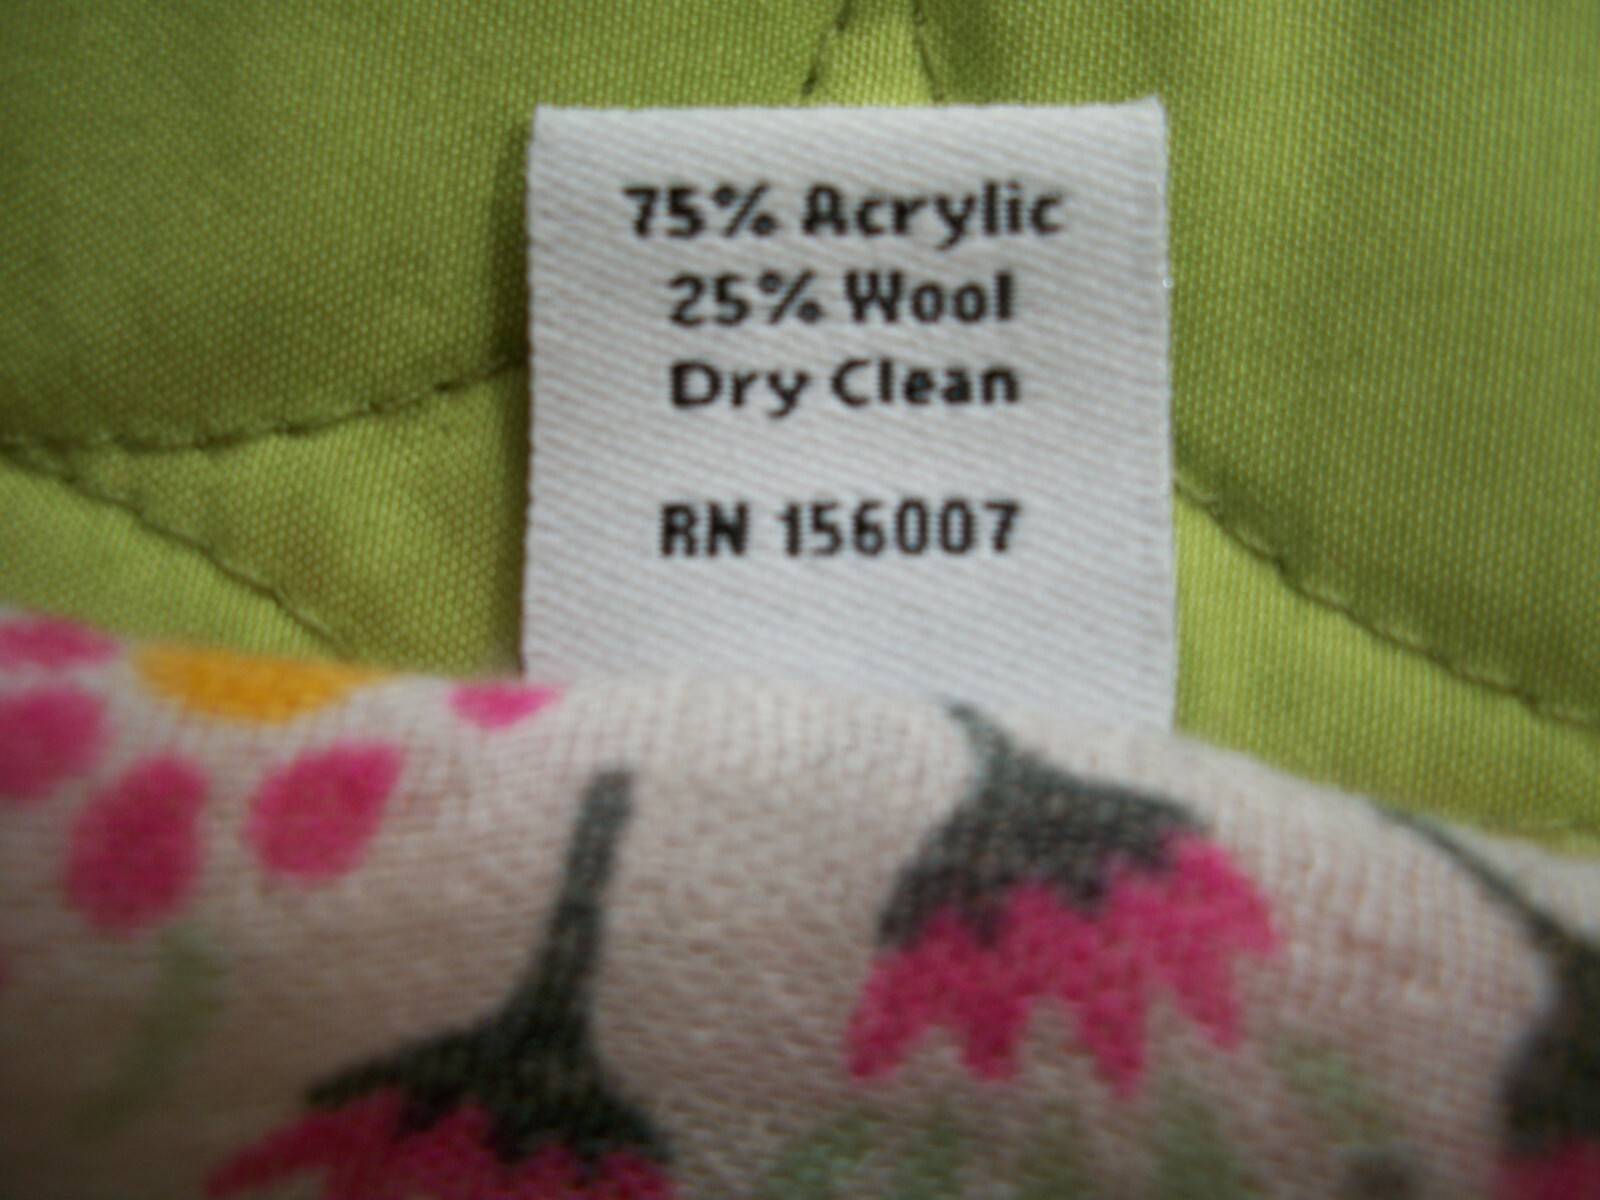 75% Acrylic
25% Wool
Dry Clean
RN 156007